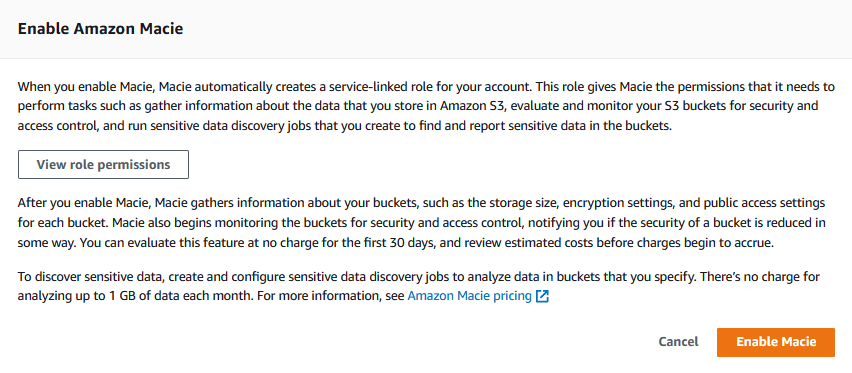 Enable Amazon Macie
When you enable Macie, Macie automatically creates a service-linked role for your account. This role gives Macie the permissions that it needs to
perform tasks such as gather information about the data that you store in Amazon S3, evaluate and monitor your S3 buckets for security and
access control, and run sensitive data discovery jobs that you create to find and report sensitive data in the buckets.
View role permissions
After you enable Macie, Macie gathers information about your buckets, such as the storage size, encryption settings, and public access settings
for each bucket. Macie also begins monitoring the buckets for security and access control, notifying you if the security of a bucket is reduced in
some way. You can evaluate this feature at no charge for the first 30 days, and review estimated costs before charges begin to accrue.
To discover sensitive data, create and configure sensitive data discovery jobs to analyze data in buckets that you specify. There’s no charge for
analyzing up to 1 GB of data each month. For more information, see Amazon Macie pricing
Cancel Enable Macie